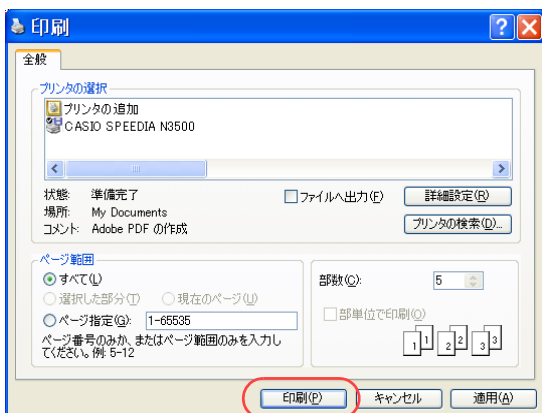 印刷
全般
プリンタの選択
プリンタの追加
CASIO SPEEDIA N3500
状態: 準備完了
場所: My Documents
コメント: Adobe PDF の作成
ファイルへ出力(F)
詳細設定(R)
プリンタの検索(D)...
ページ範囲
すべて(L)
選択した部分(T) 現在のページ(U)
ページ指定(G): 1-65535
ページ番号のみか、またはページ範囲のみを入力し
てください。例: 5-12
部数(C): 5
部単位で印刷(O)
1 1 2 2 3 3
印刷(P) キャンセル 適用(A)